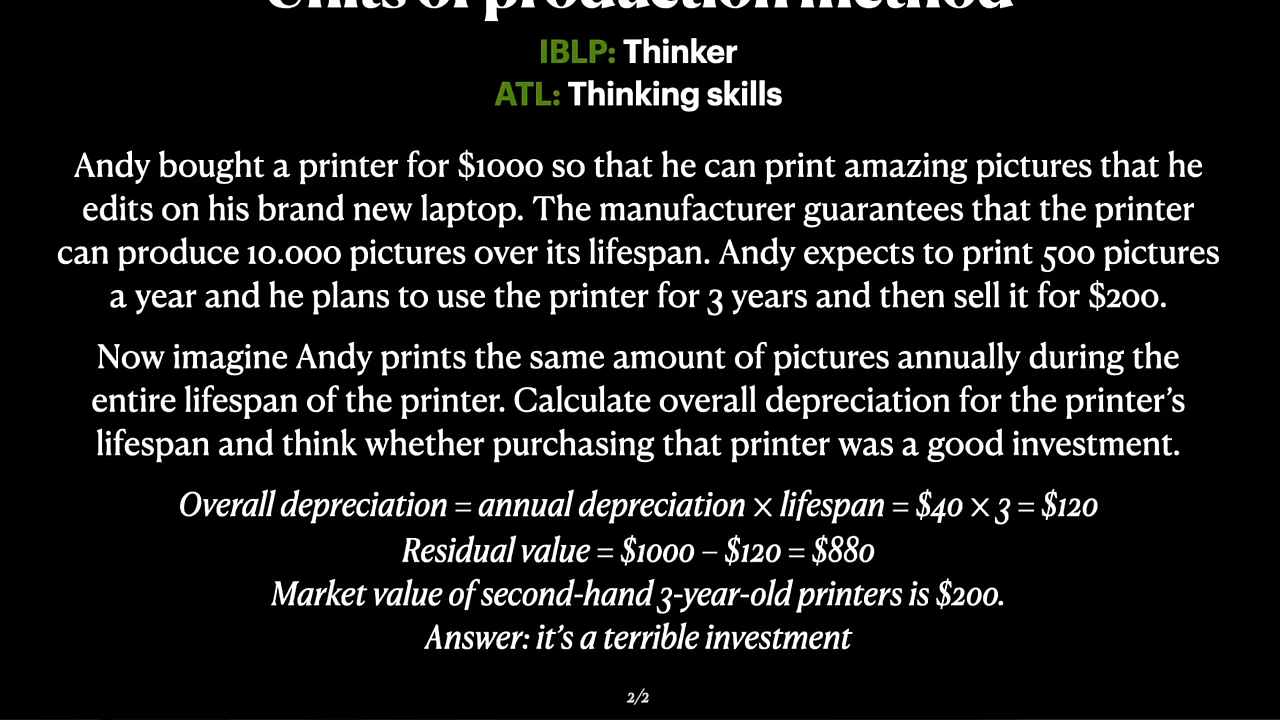 Units of production method
IBLP: Thinker
ATL: Thinking skills
Andy bought a printer for $1000 so that he can print amazing pictures that he
edits on his brand new laptop. The manufacturer guarantees that the printer
can produce 10.000 pictures over its lifespan. Andy expects to print 500 pictures
a year and he plans to use the printer for 3 years and then sell it for $200.
Now imagine Andy prints the same amount of pictures annually during the
entire lifespan of the printer. Calculate overall depreciation for the printer’s
lifespan and think whether purchasing that printer was a good investment.
Overall depreciation = annual depreciation × lifespan = $40 × 3 = $120
Residual value = $1000 – $120 = $880
Market value of second-hand 3-year-old printers is $200.
Answer: it’s a terrible investment
2/2